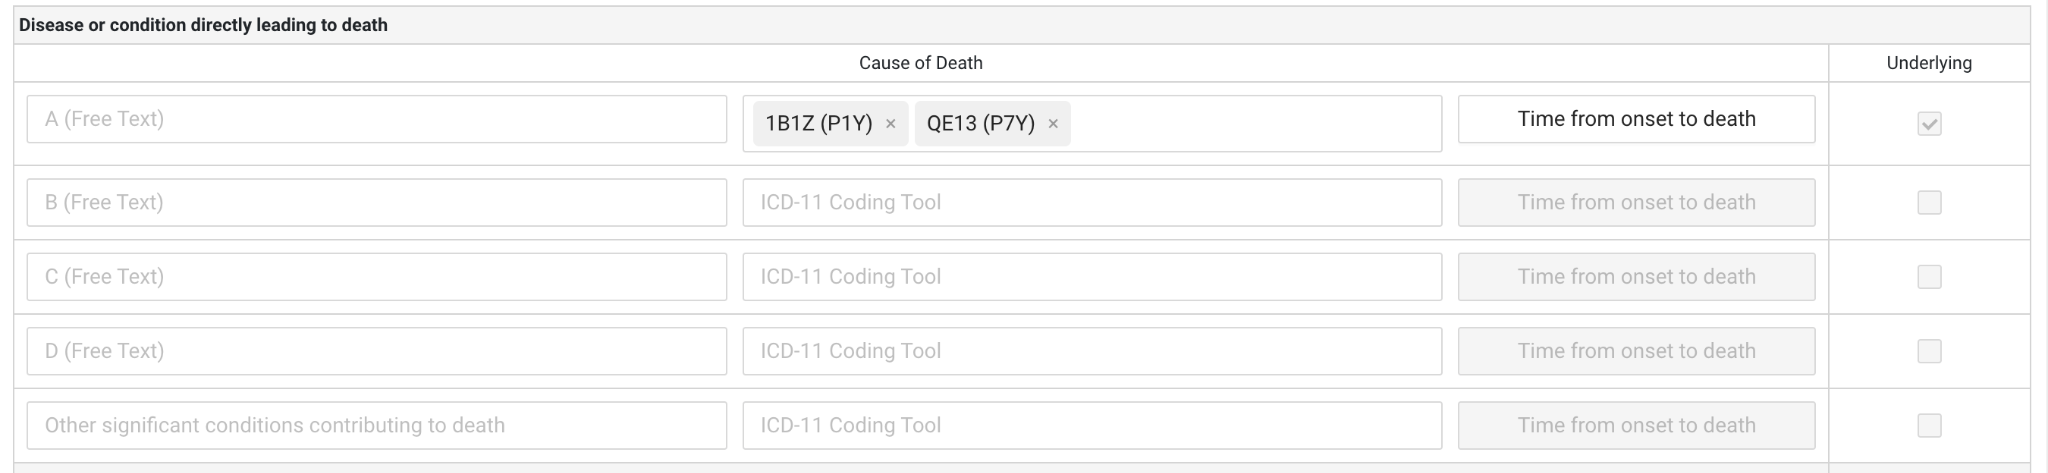 Disease or condition directly leading to death
Cause of Death Underlying
A (Free Text) 1B1Z (P1Y) × QE13 (P7Y) × Time from onset to death
B (Free Text) ICD-11 Coding Tool Time from onset to death
C (Free Text) ICD-11 Coding Tool Time from onset to death
D (Free Text) ICD-11 Coding Tool Time from onset to death
Other significant conditions contributing to death ICD-11 Coding Tool Time from onset to death